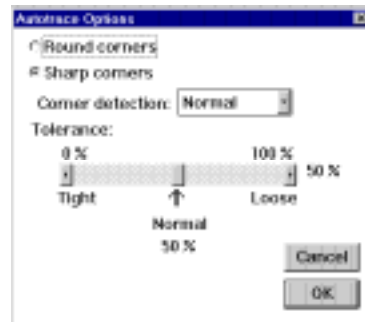 Autotrace Options
Round corners
Sharp corners
Corner detection: Normal
Tolerance:
0 % 100 %
50 %
Tight Loose
Normal
50 %
Cancel
OK